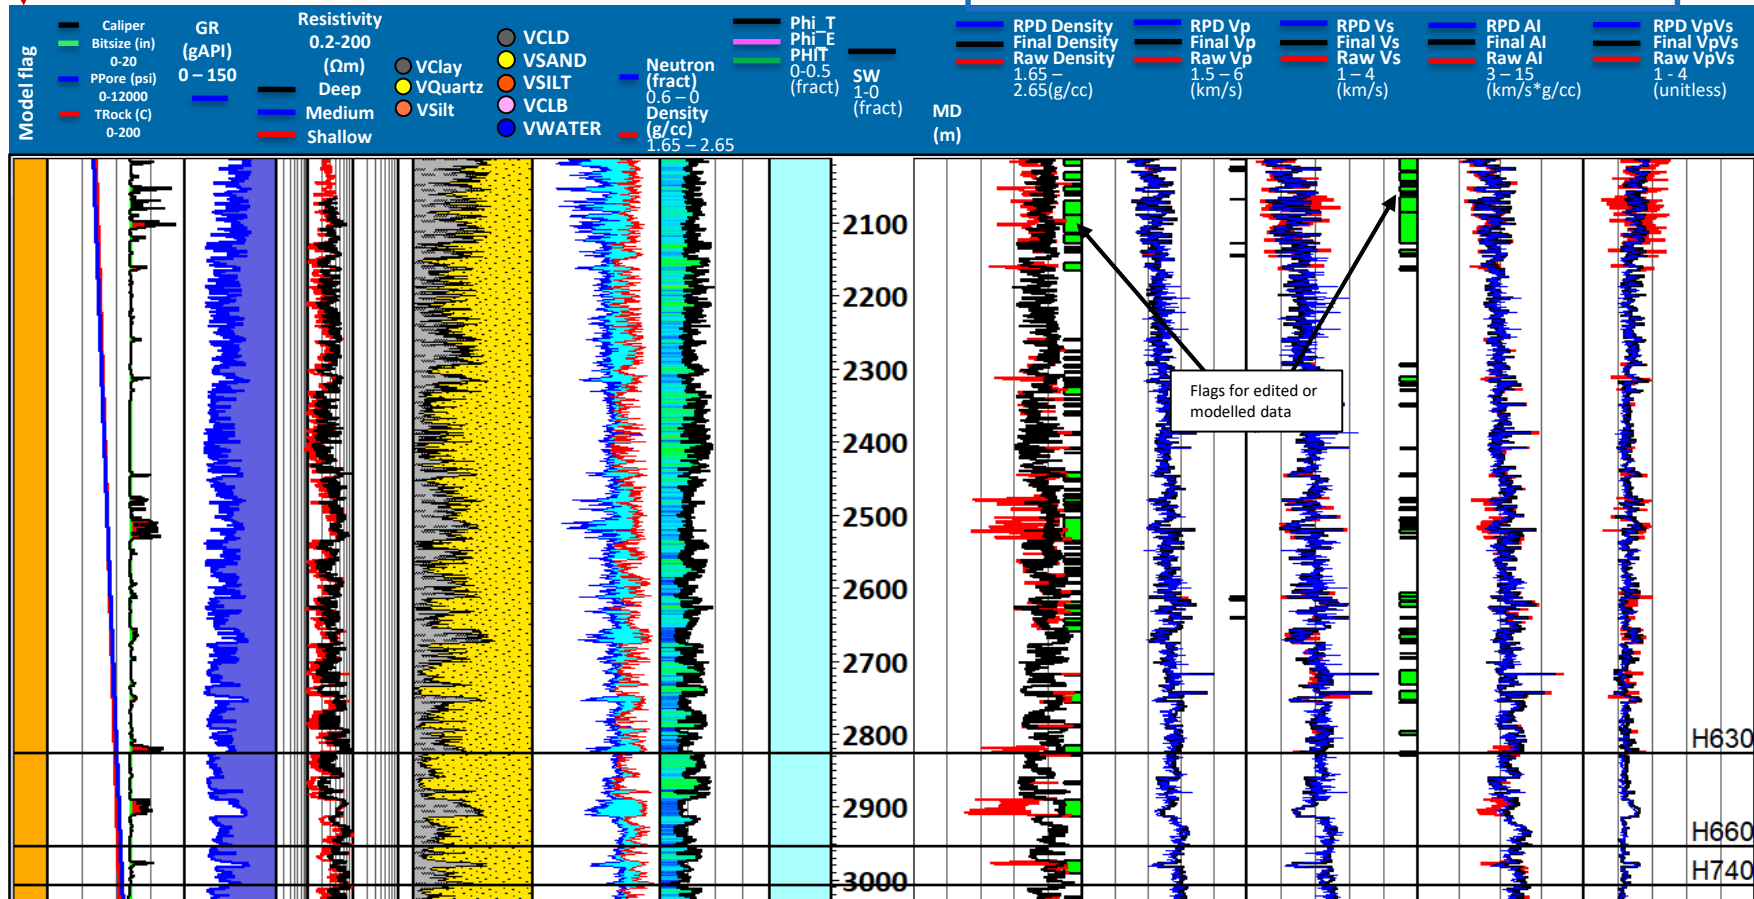 Model flag
Caliper
Bitsize (in)
0-20
PPore (psi)
0-12000
TRock (C)
0-200
GR
(gAPI)
0 – 150
Resistivity
0.2-200
(Ωm)
Deep
Medium
Shallow
VClay
VQuartz
VSilt
VCLD
VSAND
VSILT
VCLB
VWATER
Neutron
(fract)
0.6 – 0
Density
(g/cc)
1.65 – 2.65
Phi_T
Phi_E
PHIT
0-0.5
(fract)
SW
1-0
(fract)
MD
(m)
RPD Density
Final Density
Raw Density
1.65 –
2.65(g/cc)
RPD Vp
Final Vp
Raw Vp
1.5 – 6
(km/s)
RPD Vs
Final Vs
Raw Vs
1 – 4
(km/s)
RPD AI
Final AI
Raw AI
3 – 15
(km/s*g/cc)
RPD VpVs
Final VpVs
Raw VpVs
1 - 4
(unitless)
2100
2200
2300
2400
2500
2600
2700
2800
2900
3000
Flags for edited or
modelled data
H630
H660
H740